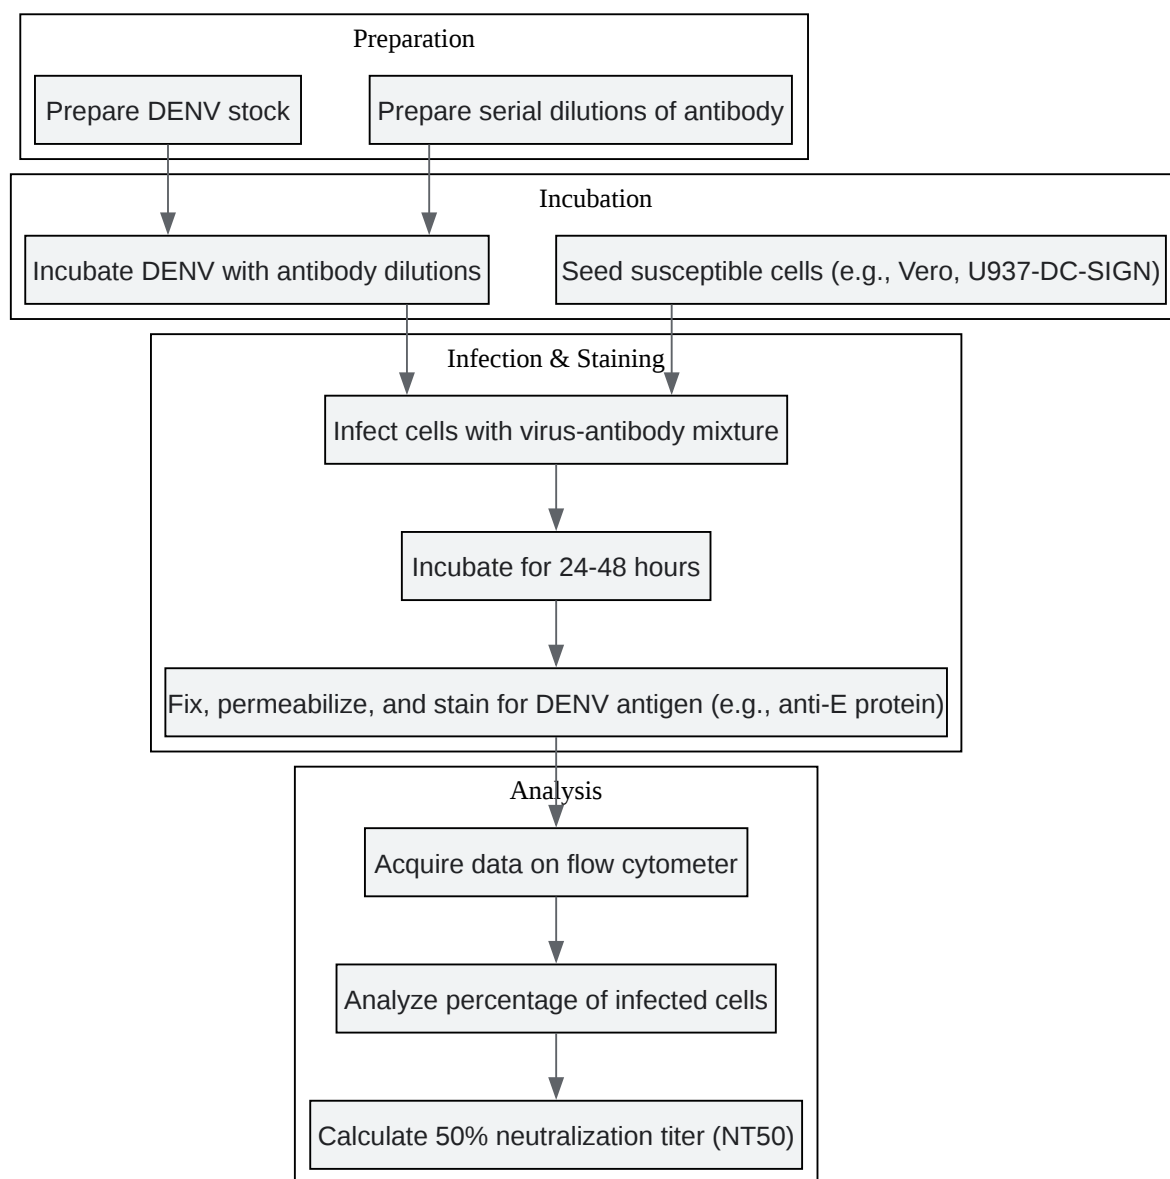 Preparation
Prepare DENV stock
Prepare serial dilutions of antibody
Incubation
Incubate DENV with antibody dilutions
Seed susceptible cells (e.g., Vero, U937-DC-SIGN)
Infection & Staining
Infect cells with virus-antibody mixture
Incubate for 24-48 hours
Fix, permeabilize, and stain for DENV antigen (e.g., anti-E protein)
Analysis
Acquire data on flow cytometer
Analyze percentage of infected cells
Calculate 50% neutralization titer (NT50)